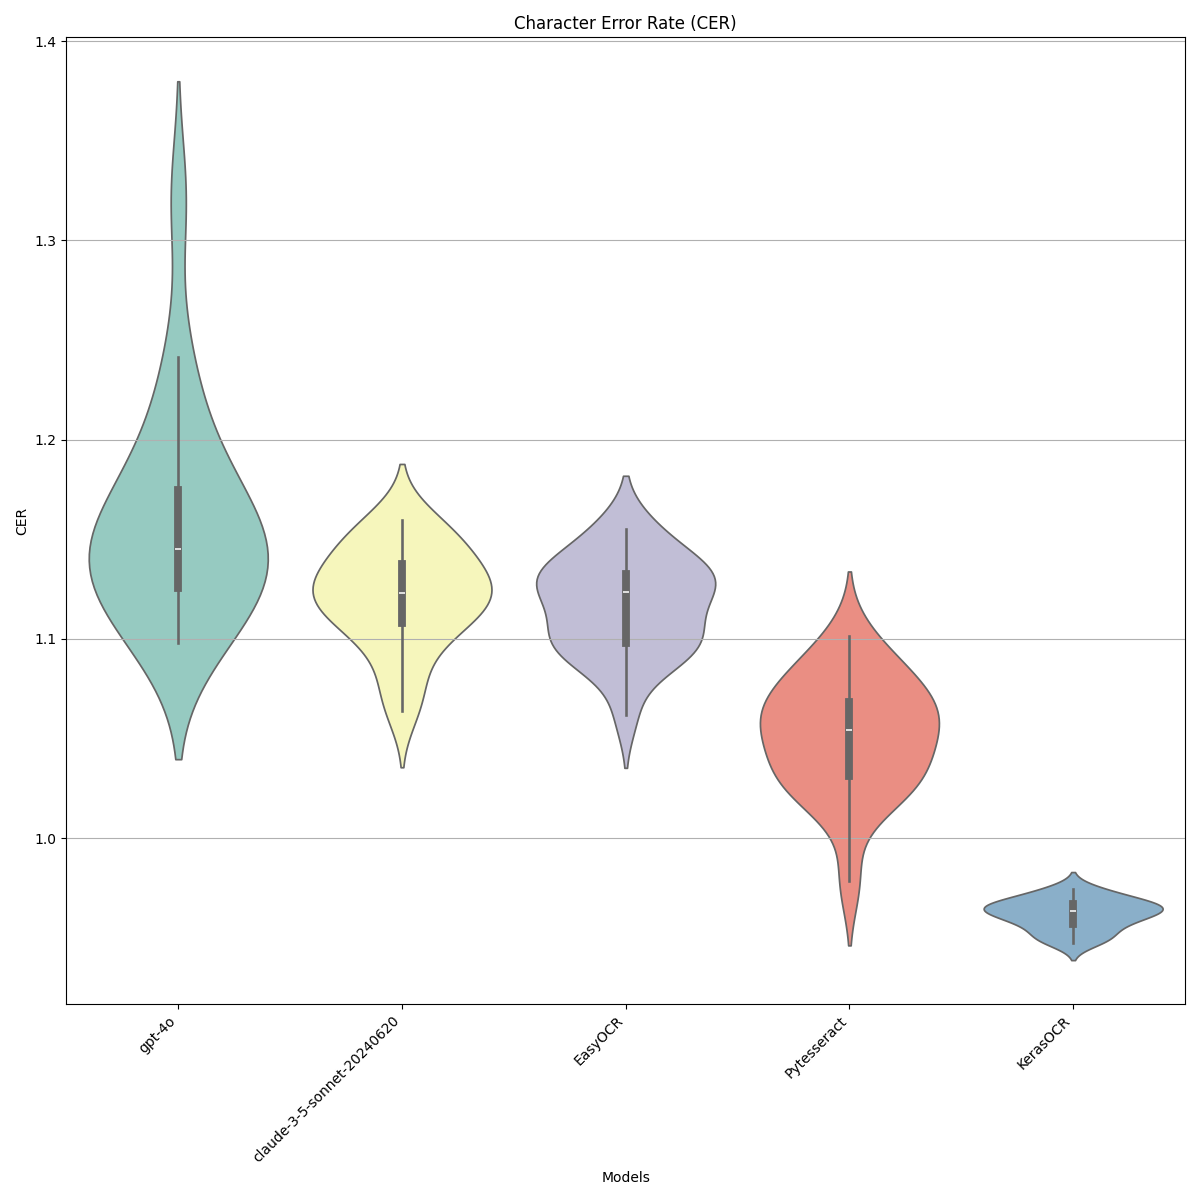 Character Error Rate (CER)
1.4
1.3
1.2
1.1
1.0
CER
gpt-4o
claude-3-5-sonnet-20240620
EasyOCR
Pytesseract
KerasOCR
Models